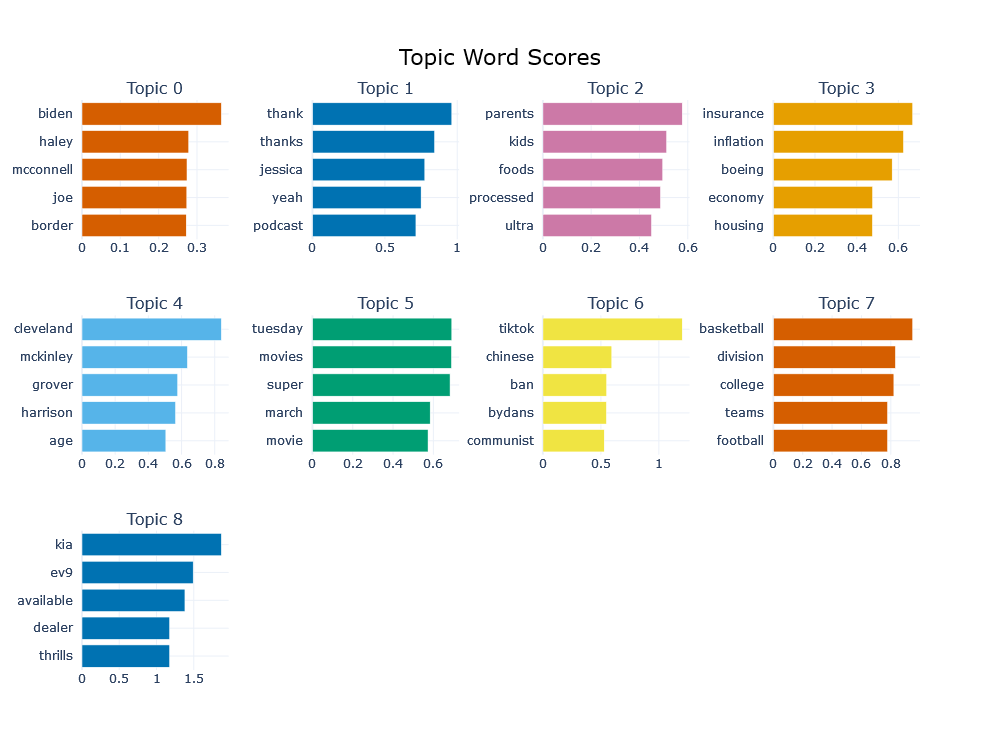 Topic Word Scores
Topic 0
biden
haley
mcconnell
joe
border
0 0.1 0.2 0.3
Topic 1
thank
thanks
jessica
yeah
podcast
0 0.5 1
Topic 2
parents
kids
foods
processed
ultra
0 0.2 0.4 0.6
Topic 3
insurance
inflation
boeing
economy
housing
0 0.2 0.4 0.6
Topic 4
cleveland
mckinley
grover
harrison
age
0 0.2 0.4 0.6 0.8
Topic 5
tuesday
movies
super
march
movie
0 0.2 0.4 0.6
Topic 6
tiktok
chinese
ban
bydans
communist
0 0.5 1
Topic 7
basketball
division
college
teams
football
0 0.2 0.4 0.6 0.8
Topic 8
kia
ev9
available
dealer
thrills
0 0.5 1 1.5